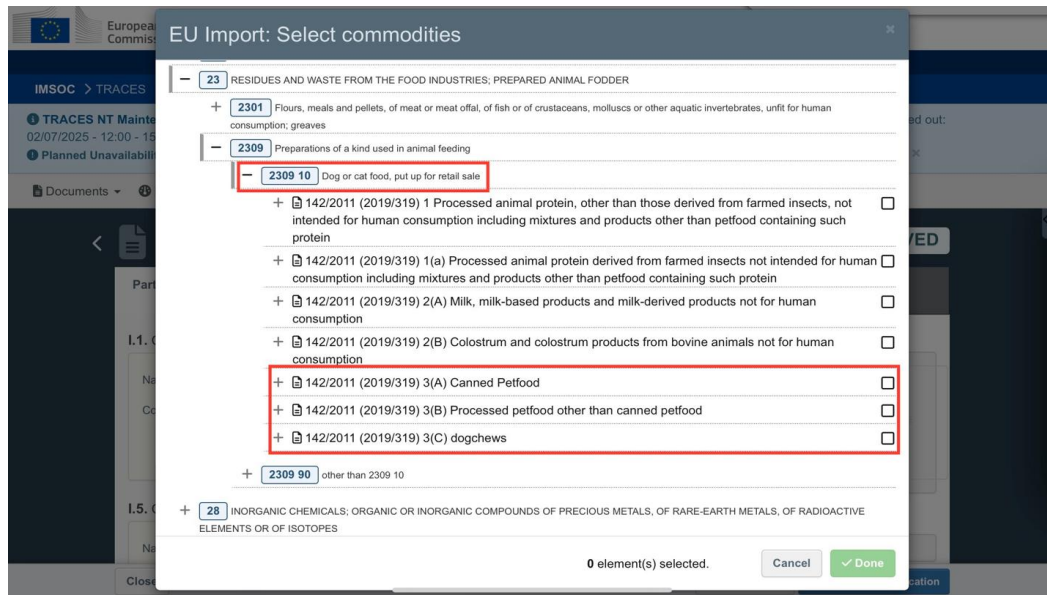 Europea
Commis
EU Import: Select commodities
IMSOC > TRACES
TRACES NT Mainte
ed out:
02/07/2025 - 12:00 - 15
Planned Unavailabili
Documents
23 RESIDUES AND WASTE FROM THE FOOD INDUSTRIES; PREPARED ANIMAL FODDER
2301 Flours, meals and pellets, of meat or meat offal, of fish or of crustaceans, molluscs or other aquatic invertebrates, unfit for human
consumption; greaves
2309 Preparations of a kind used in animal feeding
2309 10 Dog or cat food, put up for retail sale
142/2011 (2019/319) 1 Processed animal protein, other than those derived from farmed insects, not
intended for human consumption including mixtures and products other than petfood containing such
protein
142/2011 (2019/319) 1(a) Processed animal protein derived from farmed insects not intended for human
consumption including mixtures and products other than petfood containing such protein
142/2011 (2019/319) 2(A) Milk, milk-based products and milk-derived products not for human
consumption
142/2011 (2019/319) 2(B) Colostrum and colostrum products from bovine animals not for human
consumption
142/2011 (2019/319) 3(A) Canned Petfood
142/2011 (2019/319) 3(B) Processed petfood other than canned petfood
142/2011 (2019/319) 3(C) dogchews
2309 90 other than 2309 10
28 INORGANIC CHEMICALS; ORGANIC OR INORGANIC COMPOUNDS OF PRECIOUS METALS, OF RARE-EARTH METALS, OF RADIOACTIVE
ELEMENTS OR OF ISOTOPES
0 element(s) selected.
Cancel
Done
VED
Part
I.1.
Na
Co
I.5.
Na
Close
cation